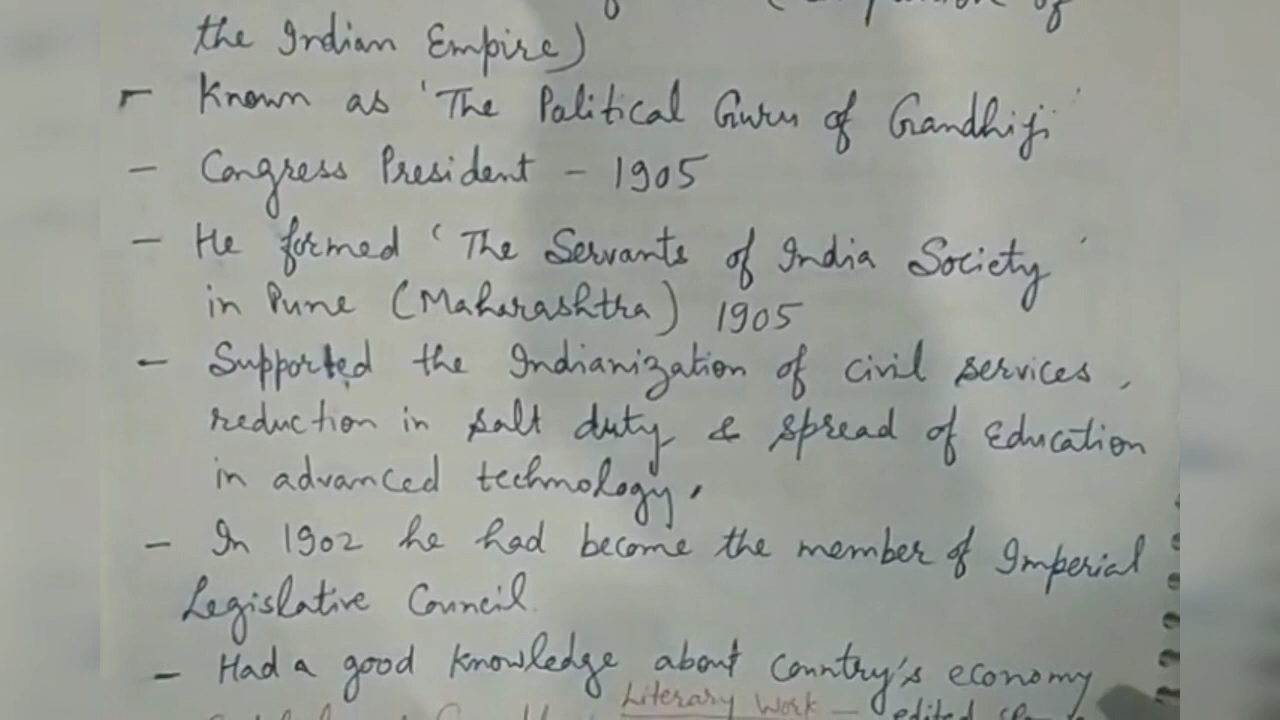 of
the Indian Empire)
- Known as 'The Political Guru of Gandhiji'
- Congress President - 1905
- He formed 'The Servants of India Society'
in Pune (Maharashtra) 1905
- Supported the Indianization of civil services,
reduction in salt duty & spread of Education
in advanced technology.
- In 1902 he had become the member of Imperial
Legislative Council.
- Had a good knowledge about country's economy
Literary Work - edited